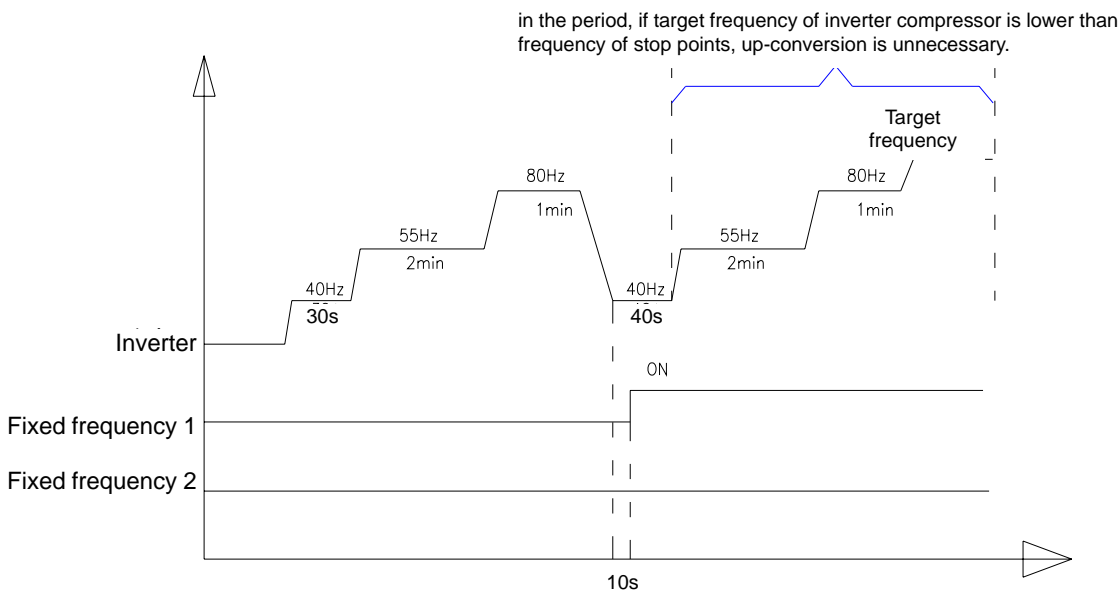 in the period, if target frequency of inverter compressor is lower than
frequency of stop points, up-conversion is unnecessary.
Target
frequency
80Hz
1min
80Hz
1min
55Hz
2min
55Hz
2min
40Hz
30s
40Hz
40s
Inverter
ON
Fixed frequency 1
Fixed frequency 2
10s